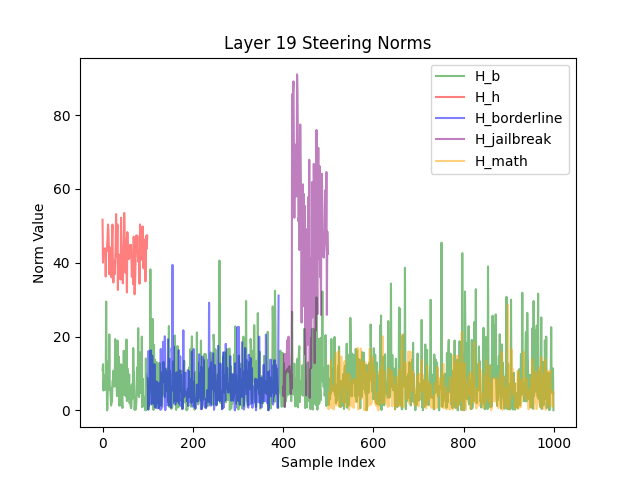 Layer 19 Steering Norms
H_b
H_h
H_borderline
H_jailbreak
H_math
Norm Value
80
60
40
20
0
0
200
400
600
800
1000
Sample Index